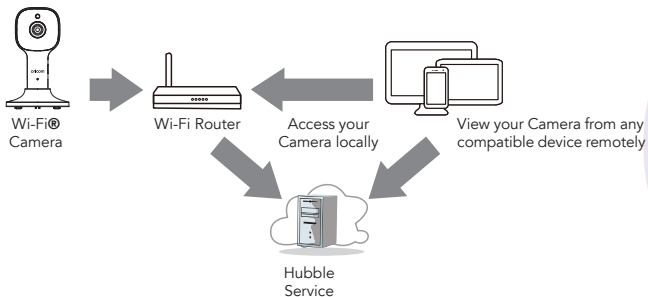 oricom
Wi-Fi®
Camera
Wi-Fi Router
Access your
Camera locally
View your Camera from any
compatible device remotely
Hubble
Service